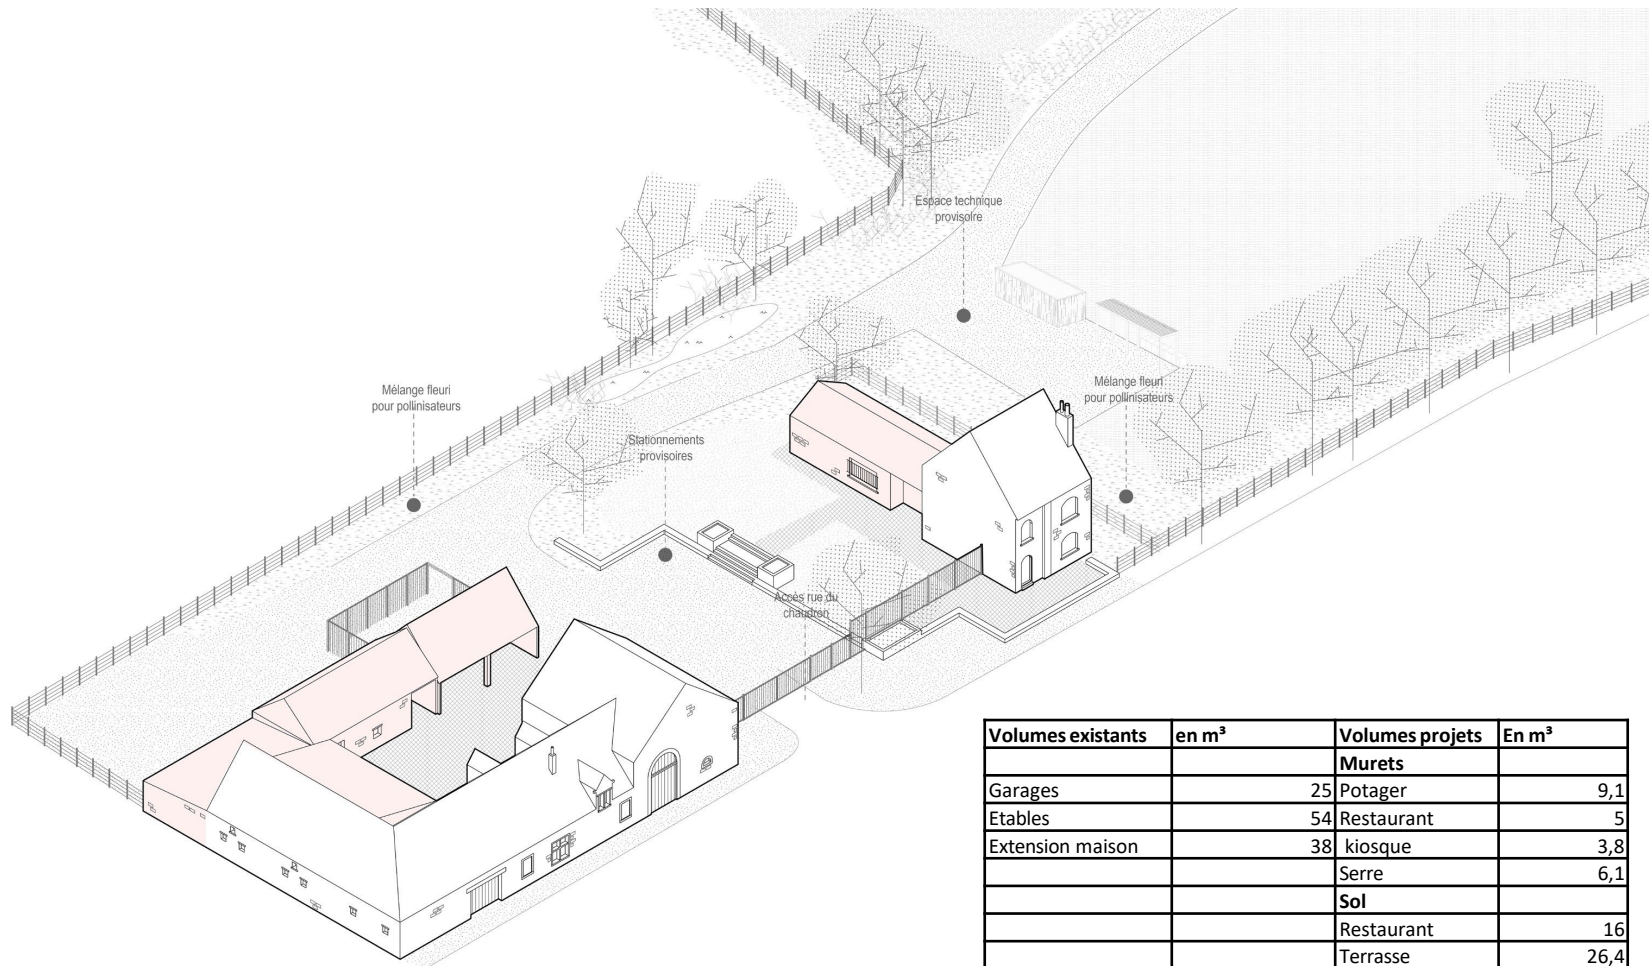 Espace technique
provisoire
Mélange fleuri
pour pollinisateurs
Mélange fleuri
pour pollinisateurs
Stationnements
provisoires
Accès rue du
chaudron
Volumes existants en m³ Volumes projets En m³
Murets
Garages 25 Potager 9,1
Etables 54 Restaurant 5
Extension maison 38 kiosque 3,8
Serre 6,1
Sol
Restaurant 16
Terrasse 26,4